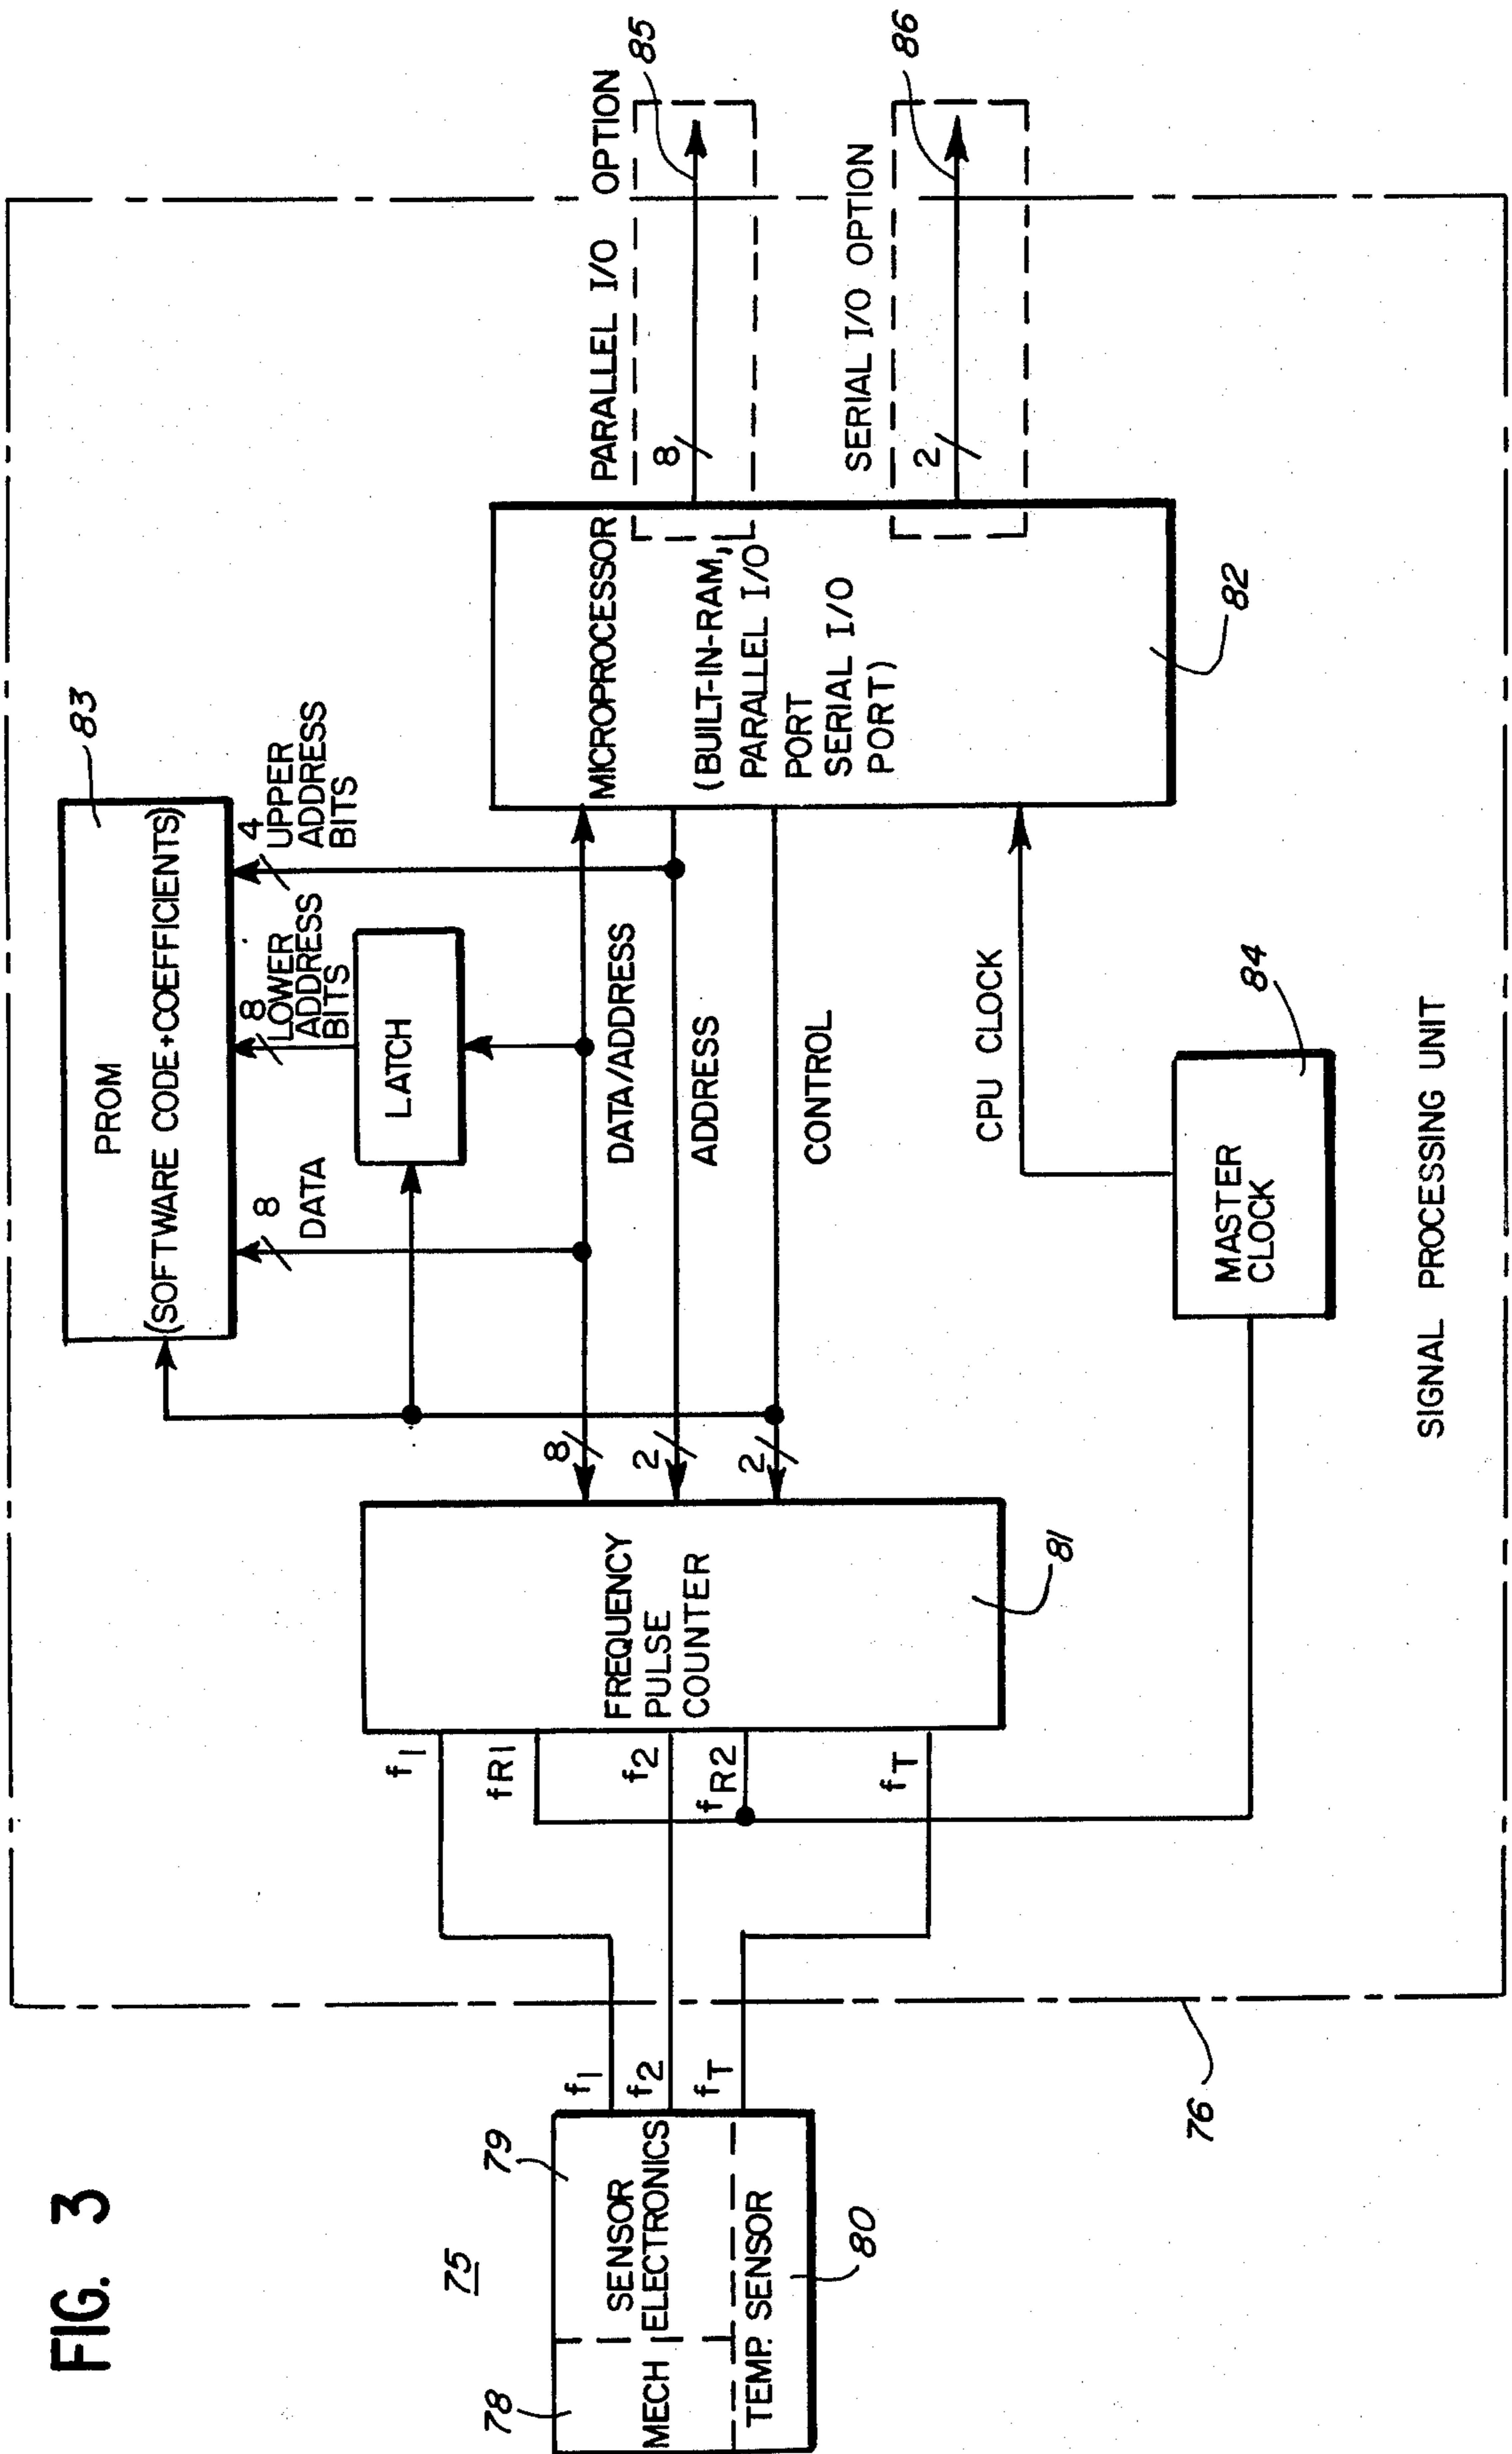 FIG. 3
75
78
79
80
MECH
SENSOR
ELECTRONICS
TEMP. SENSOR
f1
f2
fT
76
f1
fR1
f2
fR2
fT
FREQUENCY
PULSE
COUNTER
81
8
2
2
PROM
(SOFTWARE CODE+COEFFICIENTS)
83
8
DATA
8
LOWER
ADDRESS
BITS
4
UPPER
ADDRESS
BITS
LATCH
DATA/ADDRESS
ADDRESS
CONTROL
CPU CLOCK
MASTER
CLOCK
84
MICROPROCESSOR
(BUILT-IN-RAM,
PARALLEL I/O
PORT
SERIAL I/O
PORT)
82
PARALLEL I/O OPTION
8
85
SERIAL I/O OPTION
2
86
SIGNAL PROCESSING UNIT